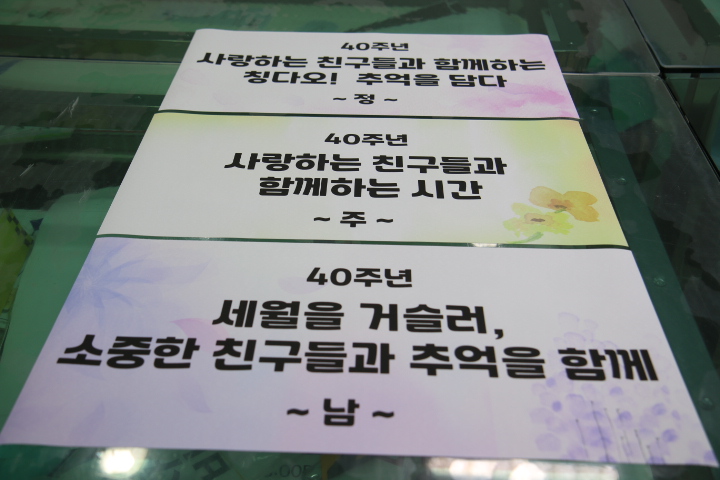 40주년
사랑하는 친구들과 함께하는
칭다오! 추억을 담다
~ 정 ~
40주년
사랑하는 친구들과
함께하는 시간
~ 주 ~
40주년
세월을 거슬러,
소중한 친구들과 추억을 함께
~ 남 ~